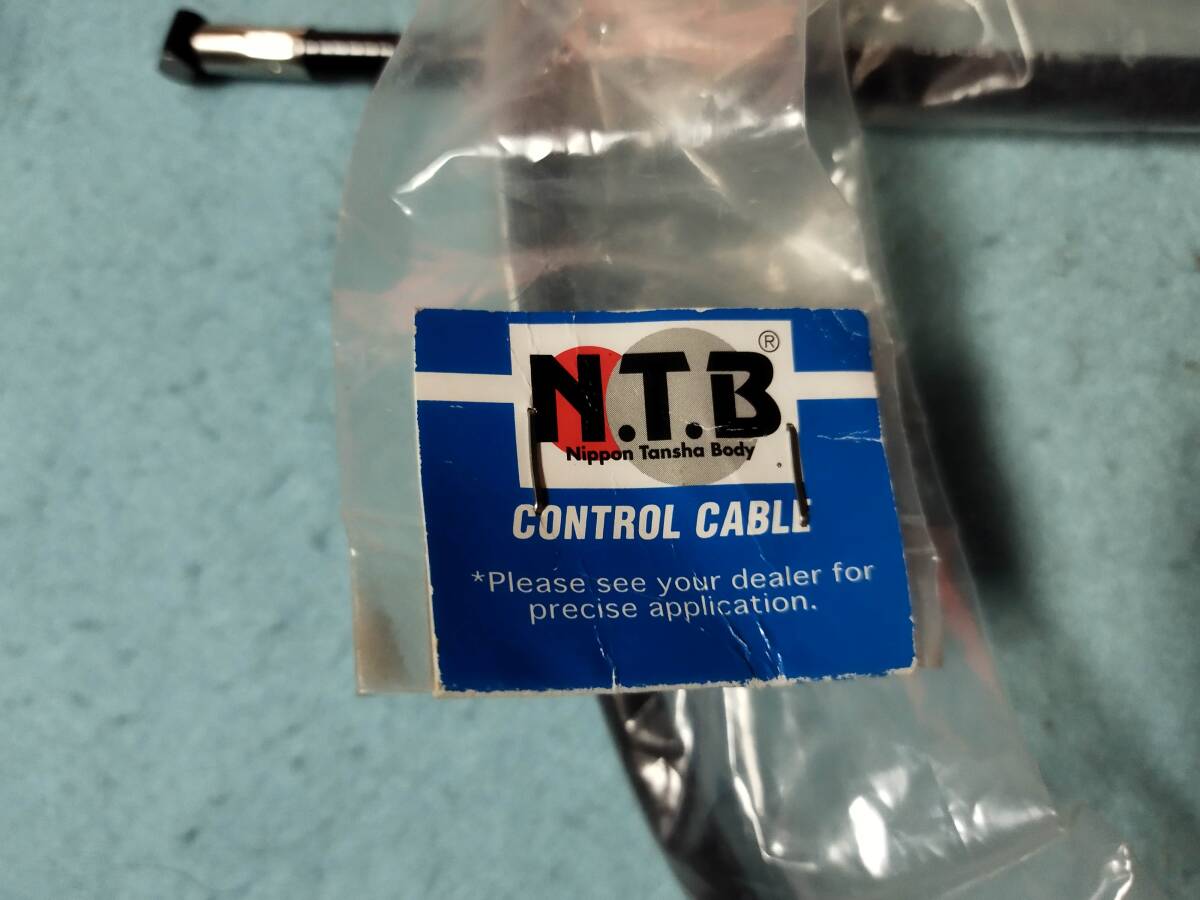 N.T.B®
Nippon Tansha Body
CONTROL CABLE
*Please see your dealer for
precise application.